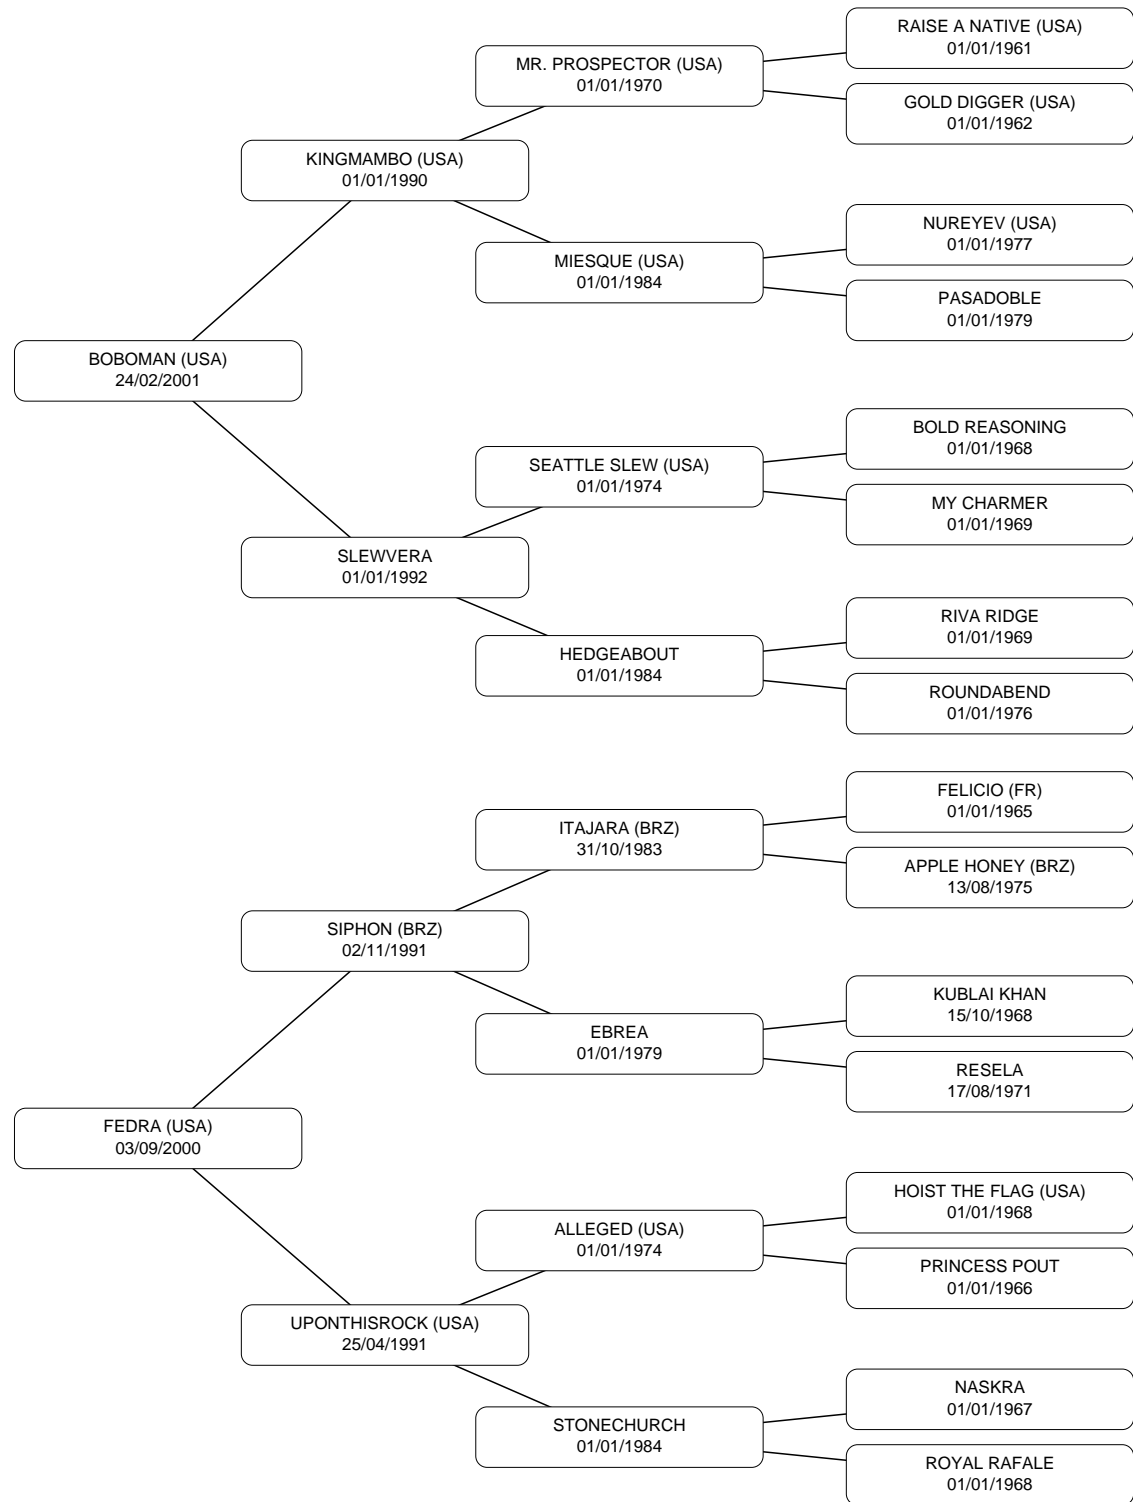 RAISE A NATIVE (USA)
01/01/1961
MR. PROSPECTOR (USA)
01/01/1970
GOLD DIGGER (USA)
01/01/1962
KINGMAMBO (USA)
01/01/1990
NUREYEV (USA)
01/01/1977
MIESQUE (USA)
01/01/1984
PASADOBLE
01/01/1979
BOBOMAN (USA)
24/02/2001
BOLD REASONING
01/01/1968
SEATTLE SLEW (USA)
01/01/1974
MY CHARMER
01/01/1969
SLEWVERA
01/01/1992
RIVA RIDGE
01/01/1969
HEDGEABOUT
01/01/1984
ROUNDABEND
01/01/1976
FELICIO (FR)
01/01/1965
ITAJARA (BRZ)
31/10/1983
APPLE HONEY (BRZ)
13/08/1975
SIPHON (BRZ)
02/11/1991
KUBLAI KHAN
15/10/1968
EBREA
01/01/1979
RESELA
17/08/1971
FEDRA (USA)
03/09/2000
HOIST THE FLAG (USA)
01/01/1968
ALLEGED (USA)
01/01/1974
PRINCESS POUT
01/01/1966
UPONTHISROCK (USA)
25/04/1991
NASKRA
01/01/1967
STONECHURCH
01/01/1984
ROYAL RAFALE
01/01/1968